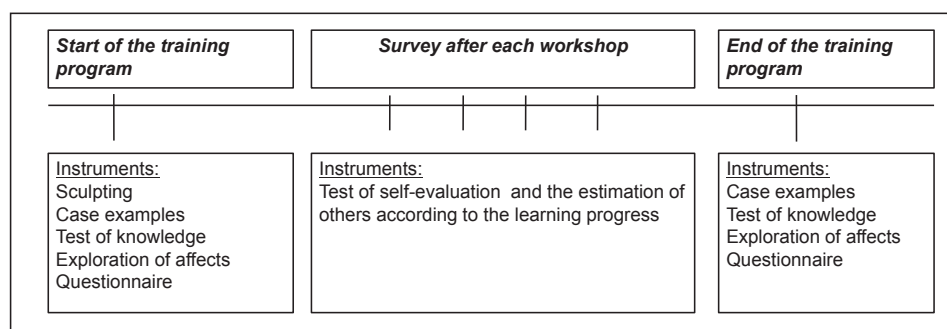 Start of the training
program
Survey after each workshop
End of the training
program
Instruments:
Sculpting
Case examples
Test of knowledge
Exploration of affects
Questionnaire
Instruments:
Test of self-evaluation and the estimation of
others according to the learning progress
Instruments:
Case examples
Test of knowledge
Exploration of affects
Questionnaire